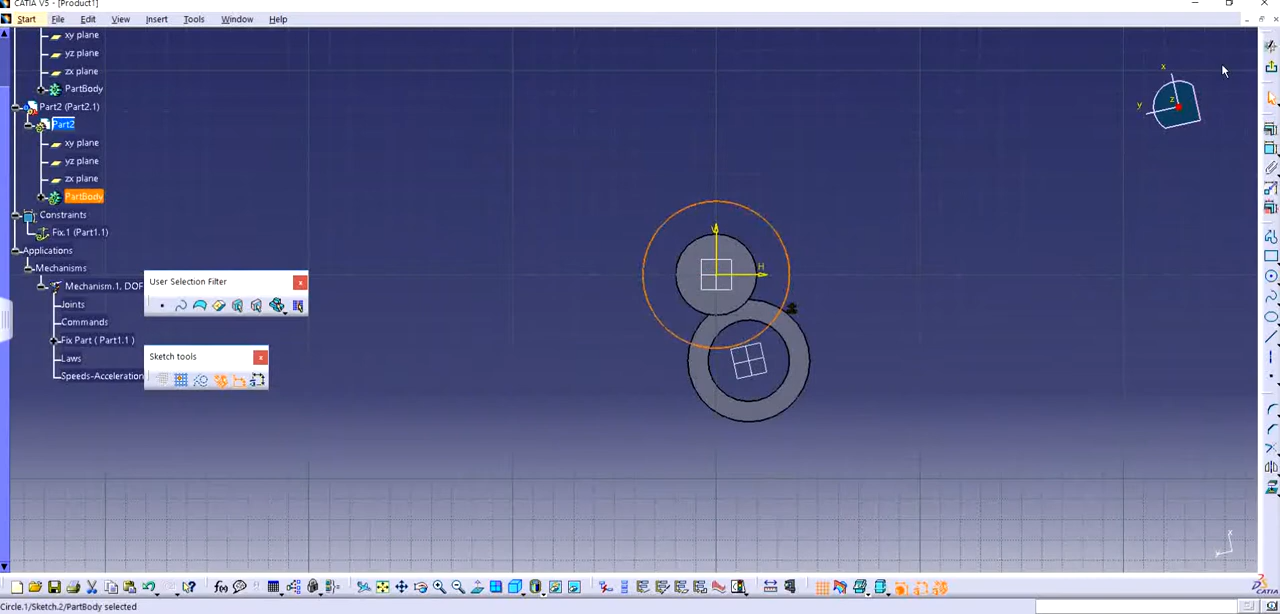 CATIA V5 - [Product1]
Start File Edit View Insert Tools Window Help
xy plane
yz plane
zx plane
PartBody
Part2 (Part2.1)
Part2
xy plane
yz plane
zx plane
PartBody
Constraints
Fix.1 (Part1.1)
Applications
Mechanisms
Mechanism.1, DOF
Joints
Commands
Fix Part ( Part1.1 )
Laws
Speeds-Acceleration
User Selection Filter
x
Sketch tools
x
x
y
z
V
H
x
y
f(x)
CATIA
Circle.1/Sketch.2/PartBody selected